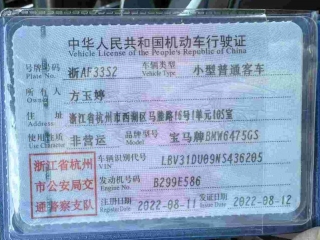 中华人民共和国机动车行驶证
Vehicle License of the People's Republic of China
号牌号码 浙AF33S2 车辆类型 小型普通客车
Plate No. Vehicle Type
所有人 方玉婷
Owner
住址 浙江省杭州市西湖区马塍路16号1单元105室
Address
使用性质 非营运 品牌型号 宝马牌BMW6475GS
Use Character Model
浙江省杭州市公安局交通警察支队
车辆识别代号 LBV31DU09N5436205
VIN
发动机号码 B299E586
Engine No.
注册日期 2022-08-11 发证日期 2022-08-12
Register Date Issue Date